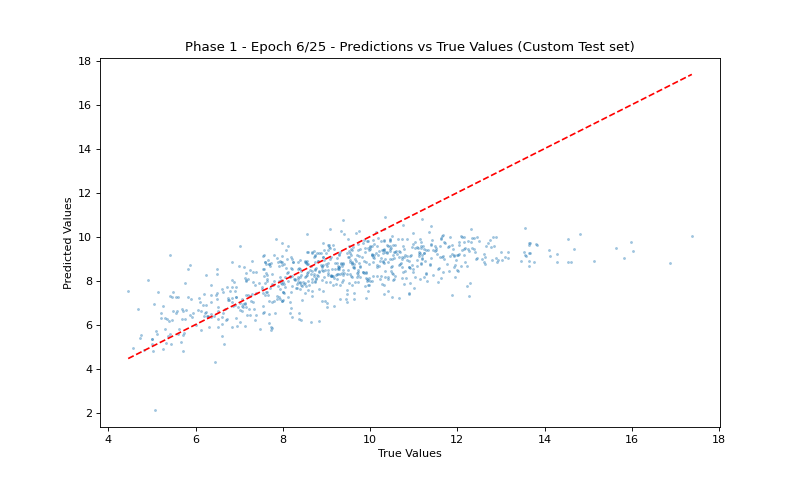 Phase 1 - Epoch 6/25 - Predictions vs True Values (Custom Test set)
18
16
14
12
10
8
6
4
2
Predicted Values
4 6 8 10 12 14 16 18
True Values